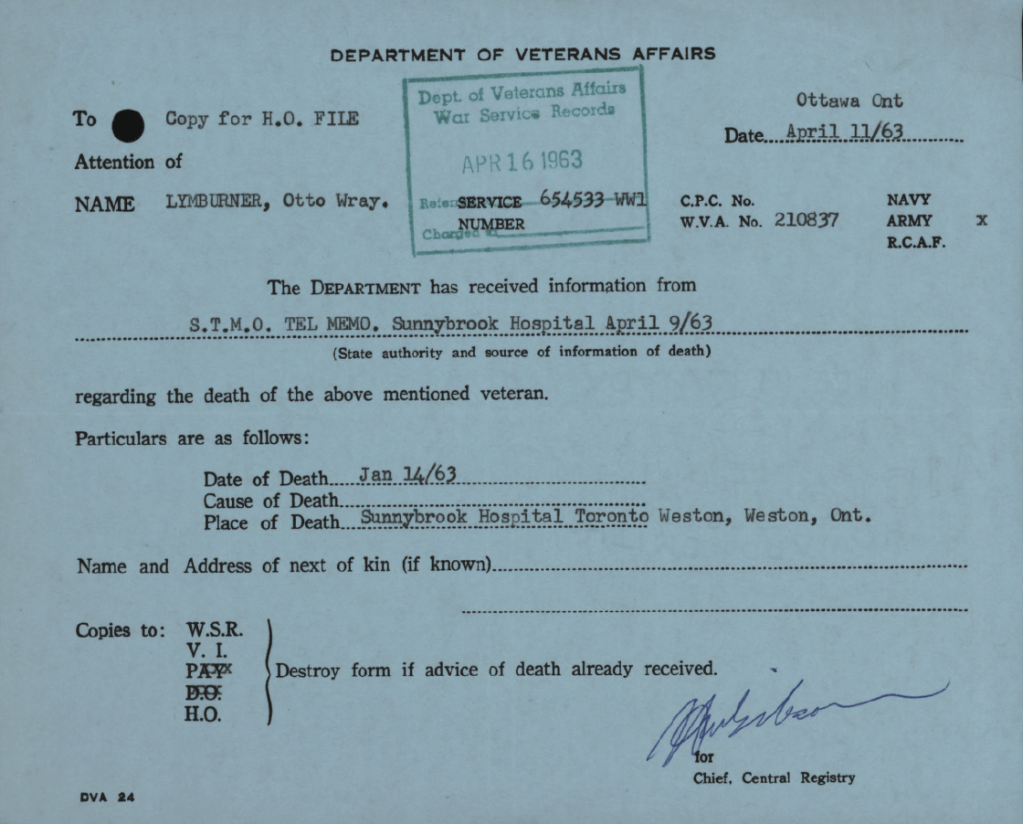 DEPARTMENT OF VETERANS AFFAIRS
Dept. of Veterans Affairs
War Service Records
APR 16 1963
Ottawa Ont
To Copy for H.O. FILE
Date April 11/63
Attention of
NAME LYMBURNER, Otto Wray. SERVICE NUMBER 654533 WW1
C.P.C. No.
W.V.A. No. 210837
NAVY
ARMY x
R.C.A.F.
The DEPARTMENT has received information from
S.T.M.O. TEL MEMO. Sunnybrook Hospital April 9/63
(State authority and source of information of death)
regarding the death of the above mentioned veteran.
Particulars are as follows:
Date of Death Jan 14/63
Cause of Death
Place of Death Sunnybrook Hospital Toronto Weston, Weston, Ont.
Name and Address of next of kin (if known)
Copies to: W.S.R.
V. I.
PAY
D.O.
H.O.
Destroy form if advice of death already received.
for
Chief, Central Registry
DVA 24